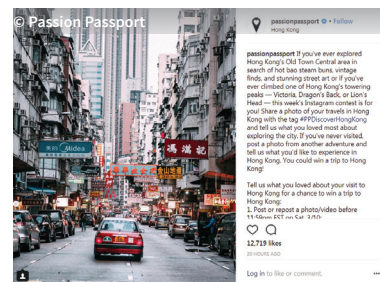 © Passion Passport
passionpassport • Follow
Hong Kong
passionpassport If you've ever explored
Hong Kong's Old Town Central area in
search of hot bao steam buns, vintage
finds, and stunning street art or if you've
ever climbed one of Hong Kong's towering
peaks — Victoria, Dragon's Back, or Lion's
Head — this week's Instagram contest is for
you! Share a photo of your travels in Hong
Kong with the tag #PPDiscoverHongKong
and tell us what you loved most about
exploring the city. If you've never visited,
post a photo from another adventure and
tell us what you'd like to experience in
Hong Kong. You could win a trip to Hong
Kong!
Tell us what you loved about your visit to
Hong Kong for a chance to win a trip to
Hong Kong:
1. Post or repost a photo/video before
11:59pm EST on Sat, 3/10:
12,719 likes
20 HOURS AGO
Log in to like or comment.
Midea
馮滿記